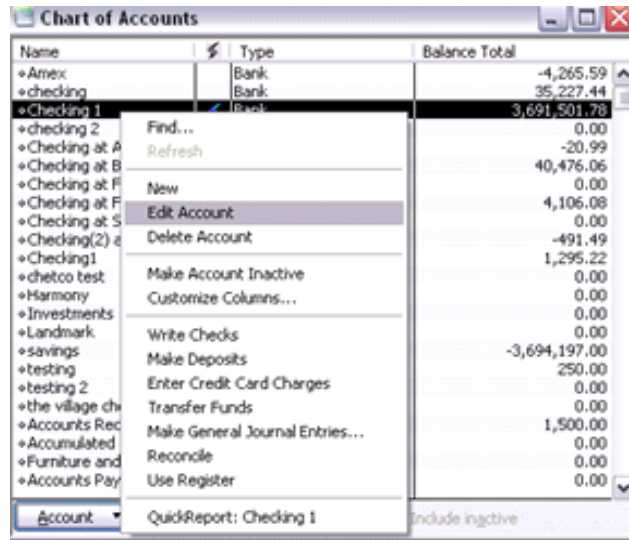 Chart of Accounts
Name Type Balance Total
Amex Bank -4,265.59
checking Bank 35,227.44
Checking 1 Bank 3,691,501.78
checking 2 0.00
Checking at A -20.99
Checking at B 40,476.06
Checking at F 0.00
Checking at F 4,106.08
Checking at S 0.00
Checking(2) a -491.49
Checking1 1,295.22
chetco test 0.00
Harmony 0.00
Investments 0.00
Landmark 0.00
savings -3,694,197.00
testing 250.00
testing 2 0.00
the village che 0.00
Accounts Rec 1,500.00
Accumulated 0.00
Furniture and 0.00
Accounts Pay 0.00
Find...
Refresh
New
Edit Account
Delete Account
Make Account Inactive
Customize Columns...
Write Checks
Make Deposits
Enter Credit Card Charges
Transfer Funds
Make General Journal Entries...
Reconcile
Use Register
QuickReport: Checking 1
Account
Include inactive